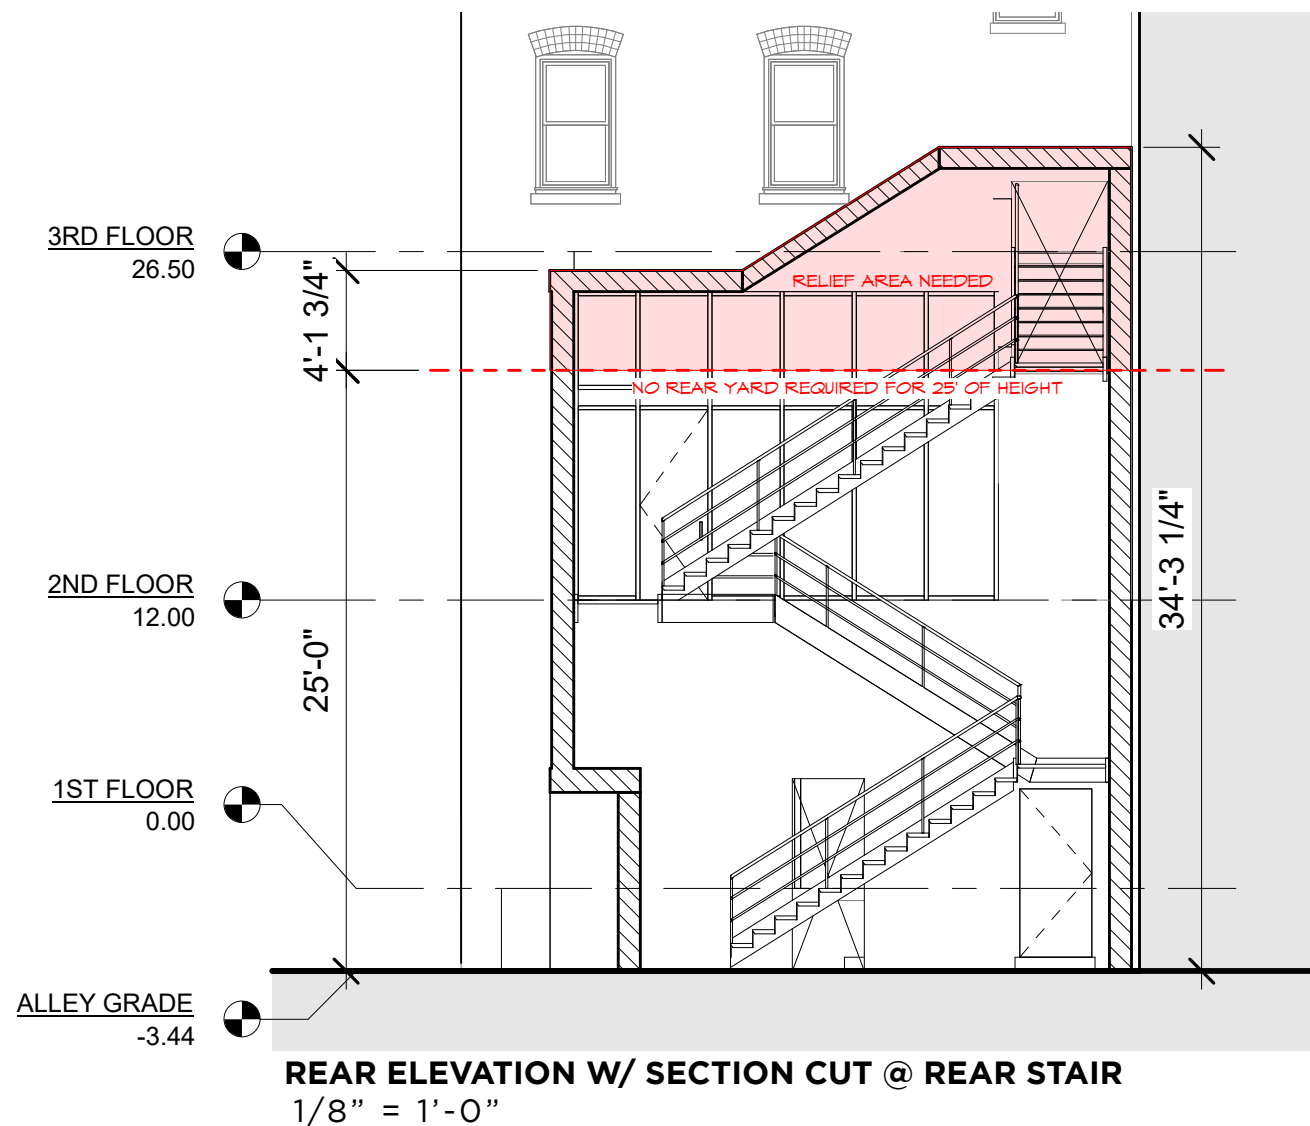 3RD FLOOR
26.50
4'-1 3/4"
RELIEF AREA NEEDED
NO REAR YARD REQUIRED FOR 25' OF HEIGHT
34'-3 1/4"
2ND FLOOR
12.00
25'-0"
1ST FLOOR
0.00
ALLEY GRADE
-3.44
REAR ELEVATION W/ SECTION CUT @ REAR STAIR
1/8” = 1’-0”